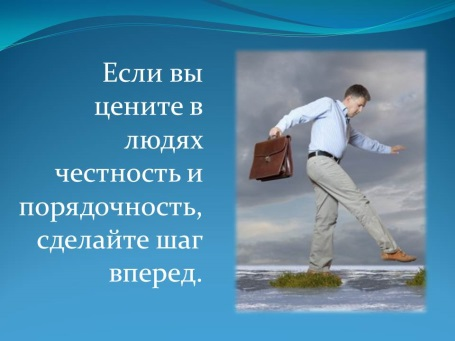 Если вы
цените в
людях
честность и
порядочность,
сделайте шаг
вперед.